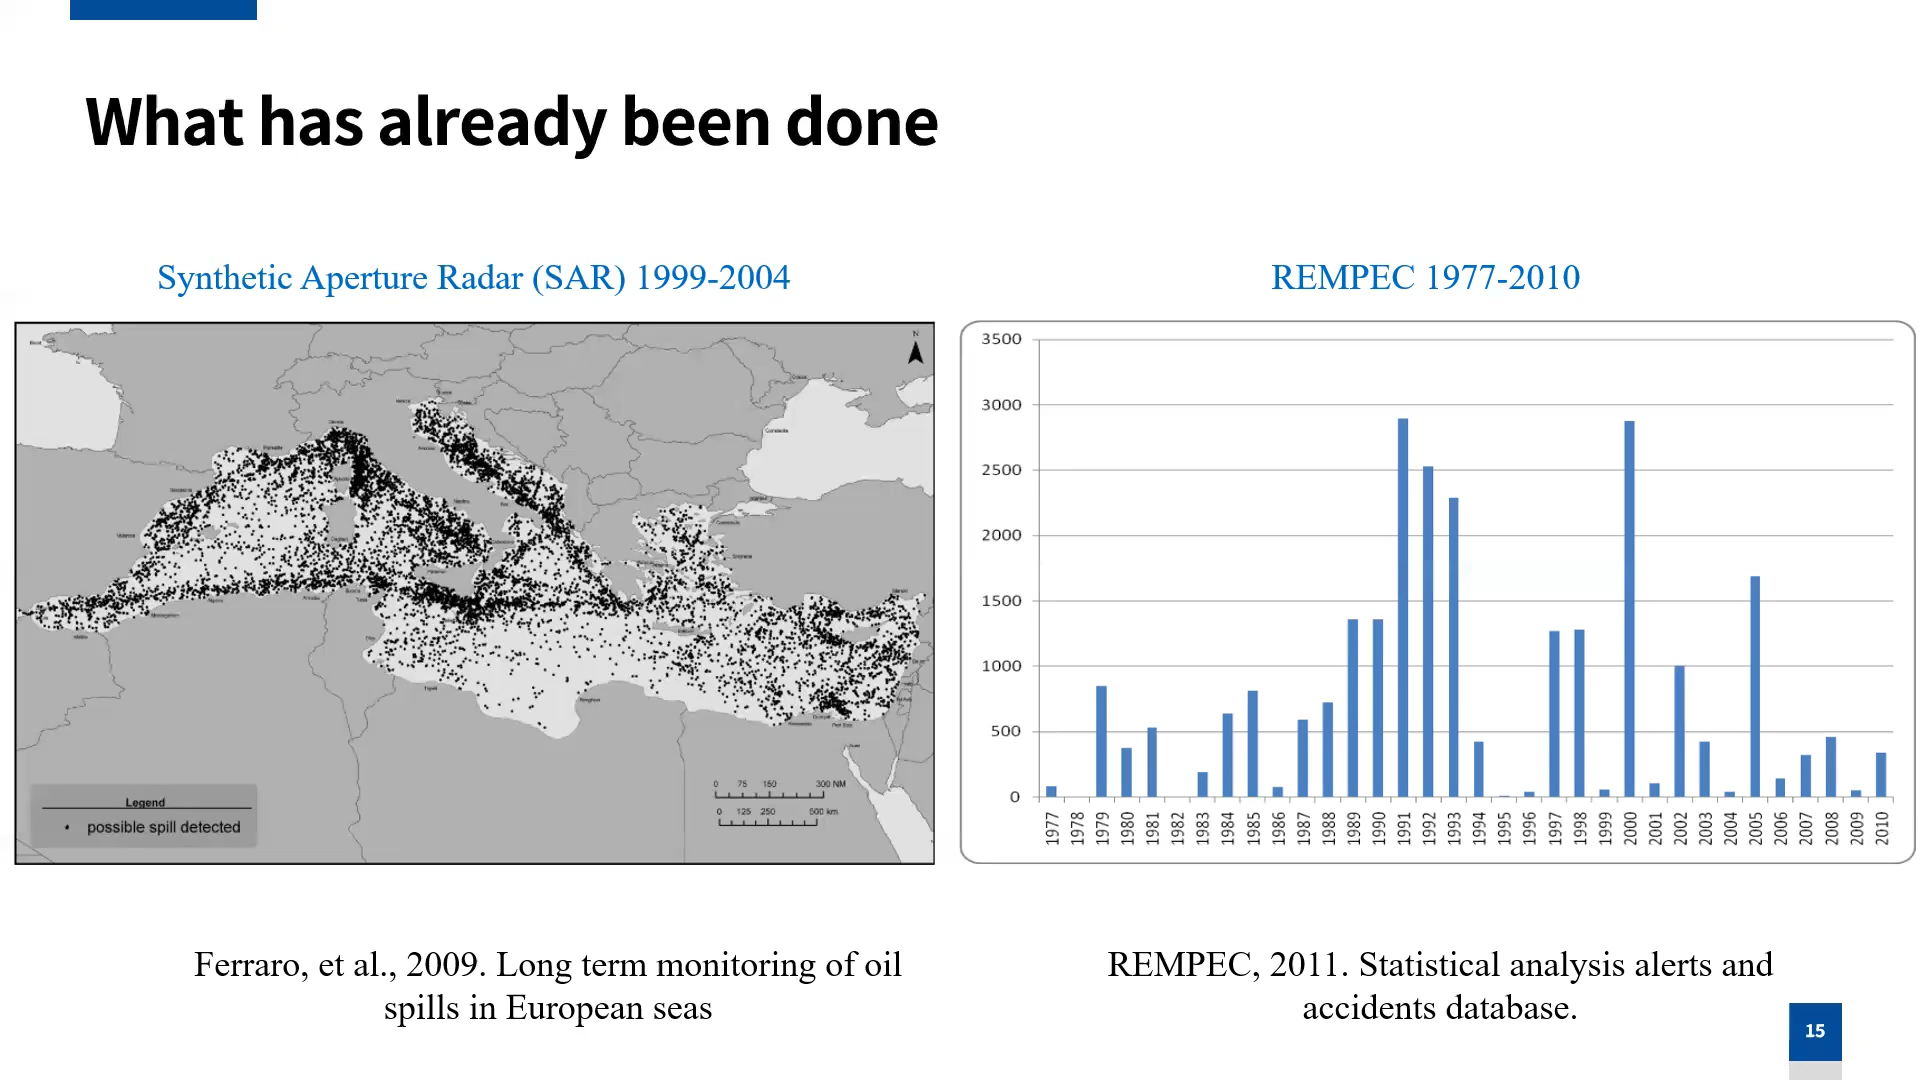 What has already been done
Synthetic Aperture Radar (SAR) 1999-2004
REMPEC 1977-2010
N
Legend
possible spill detected
0 75 150 300 NM
0 125 250 500 km
3500
3000
2500
2000
1500
1000
500
0
1977 1978 1979 1980 1981 1982 1983 1984 1985 1986 1987 1988 1989 1990 1991 1992 1993 1994 1995 1996 1997 1998 1999 2000 2001 2002 2003 2004 2005 2006 2007 2008 2009 2010
Ferraro, et al., 2009. Long term monitoring of oil
spills in European seas
REMPEC, 2011. Statistical analysis alerts and
accidents database.
15